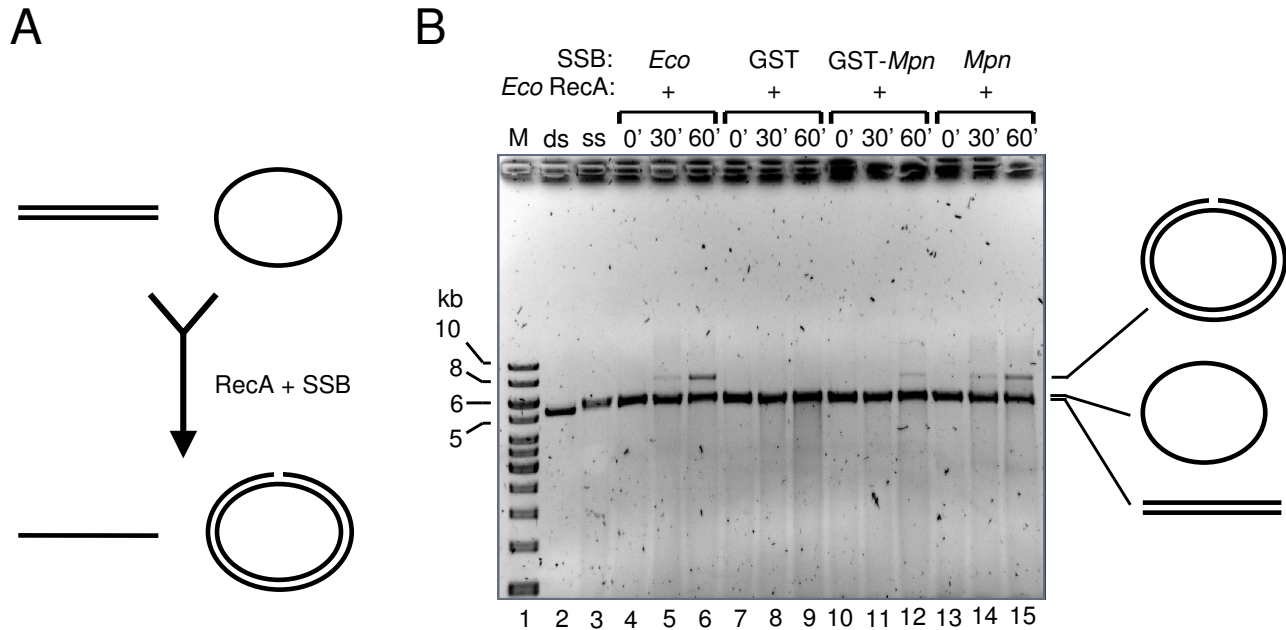 A
B
SSB: Eco GST GST-Mpn Mpn
Eco RecA: + + + +
M ds ss 0' 30' 60' 0' 30' 60' 0' 30' 60' 0' 30' 60'
kb
10
8
6
5
RecA + SSB
1 2 3 4 5 6 7 8 9 10 11 12 13 14 15